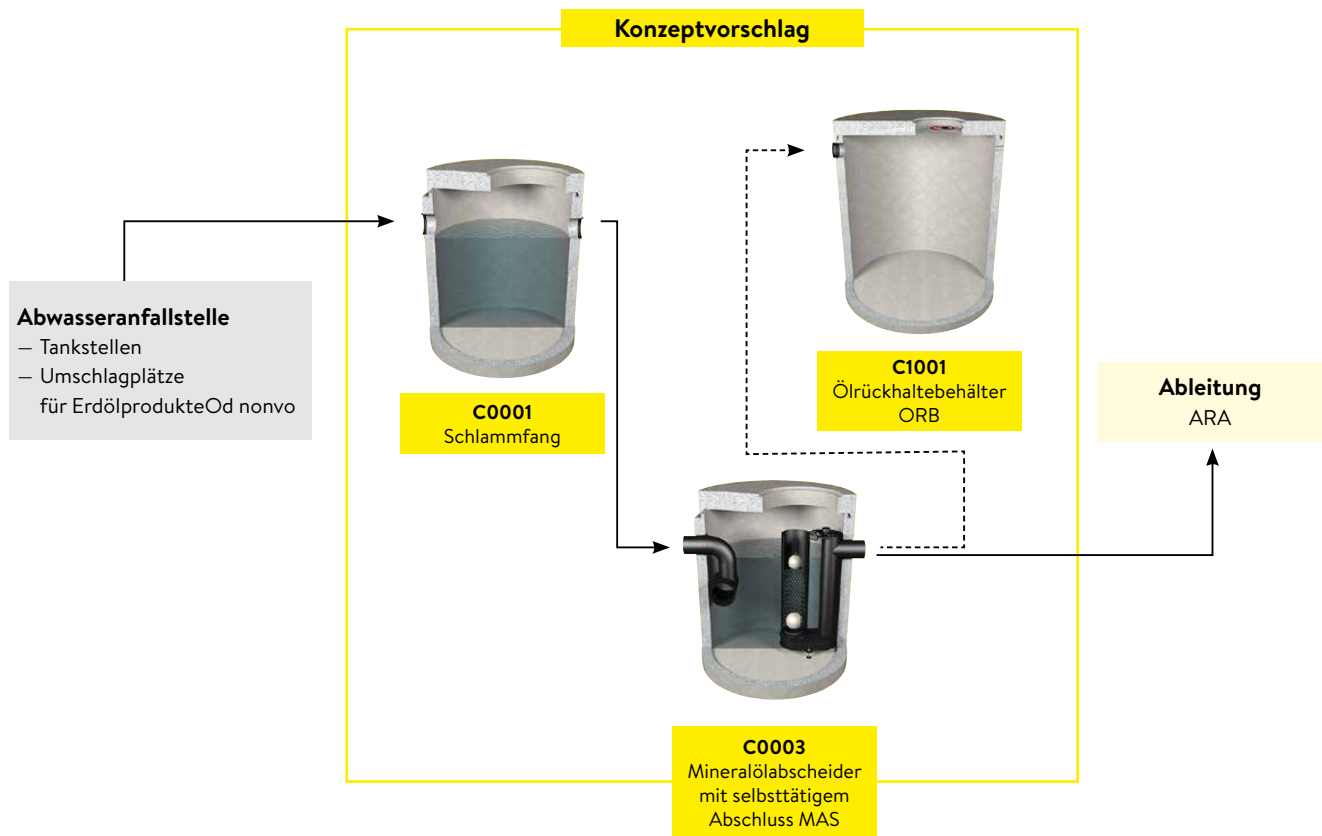 Konzeptvorschlag
Abwasseranfallstelle
— Tankstellen
— Umschlagplätze
für ErdölprodukteOd nonvo
C0001
Schlammfang
C1001
Ölrückhaltebehälter
ORB
Ableitung
ARA
C0003
Mineralölabscheider
mit selbsttätigem
Abschluss MAS